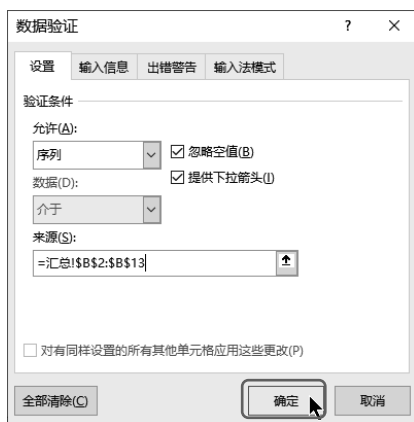 数据验证 ?
设置 输入信息 出错警告 输入法模式
验证条件
允许(A):
序列 忽略空值(B)
数据(D): 提供下拉箭头(I)
介于
来源(S):
=汇总!$B$2:$B$13
对有同样设置的所有其他单元格应用这些更改(P)
全部清除(C) 确定 取消